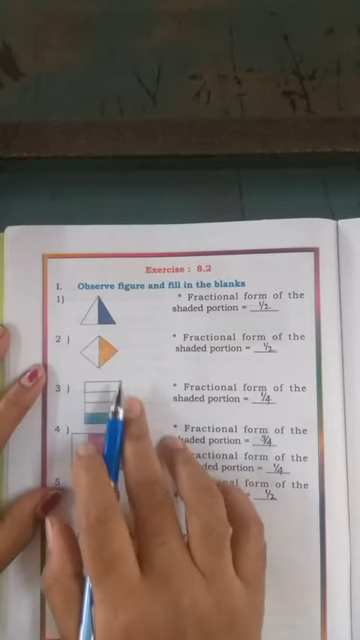 Exercise : 8.2
I. Observe figure and fill in the blanks
1) * Fractional form of the
shaded portion = 1/2
2 ) * Fractional form of the
shaded portion = 1/2
3 ) * Fractional form of the
shaded portion = 1/4
4 ) * Fractional form of the
shaded portion = 3/4
ractional form of the
ded portion = 1/4
5 nal form of the
= 1/2